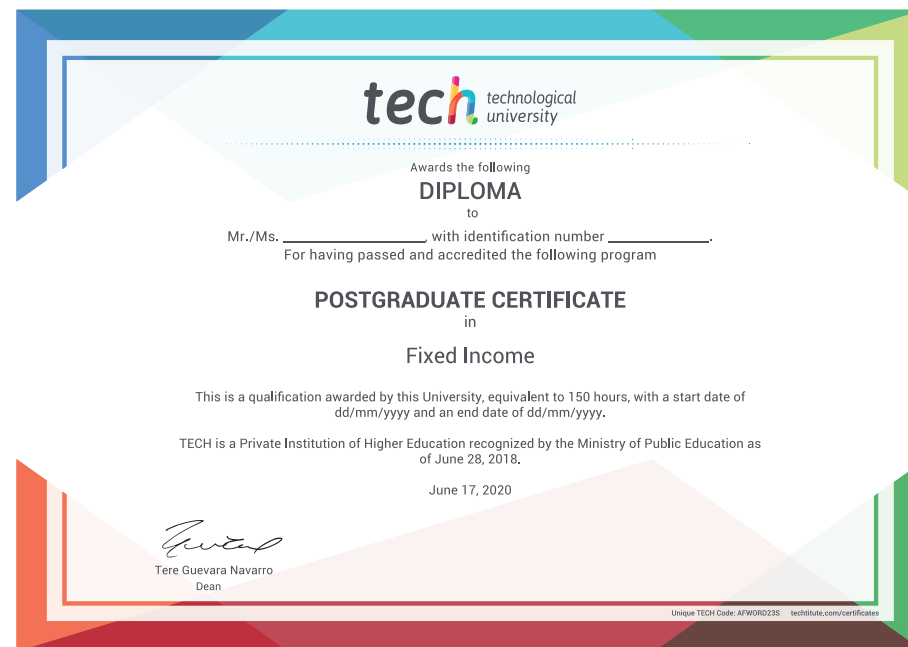 tech technological
university
Awards the following
DIPLOMA
to
Mr./Ms. ____________________, with identification number ______________.
For having passed and accredited the following program
POSTGRADUATE CERTIFICATE
in
Fixed Income
This is a qualification awarded by this University, equivalent to 150 hours, with a start date of
dd/mm/yyyy and an end date of dd/mm/yyyy.
TECH is a Private Institution of Higher Education recognized by the Ministry of Public Education as
of June 28, 2018.
June 17, 2020
Tere Guevara Navarro
Dean
Unique TECH Code: AFWORD23S techtitute.com/certificates